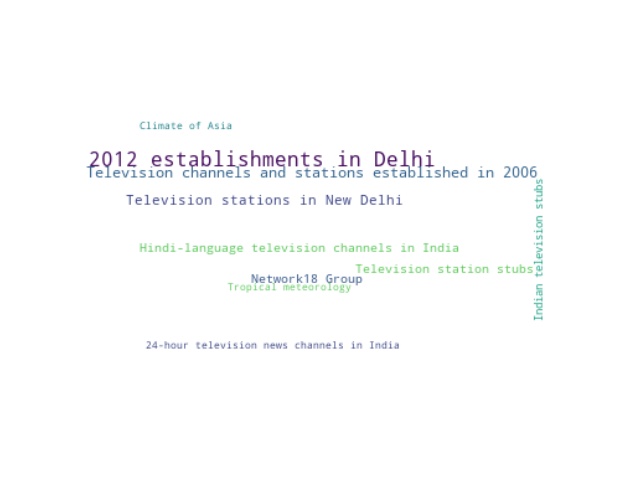 Climate of Asia
2012 establishments in Delhi
Television channels and stations established in 2006
Television stations in New Delhi
Indian television stubs
Hindi-language television channels in India
Television station stubs
Network18 Group
Tropical meteorology
24-hour television news channels in India